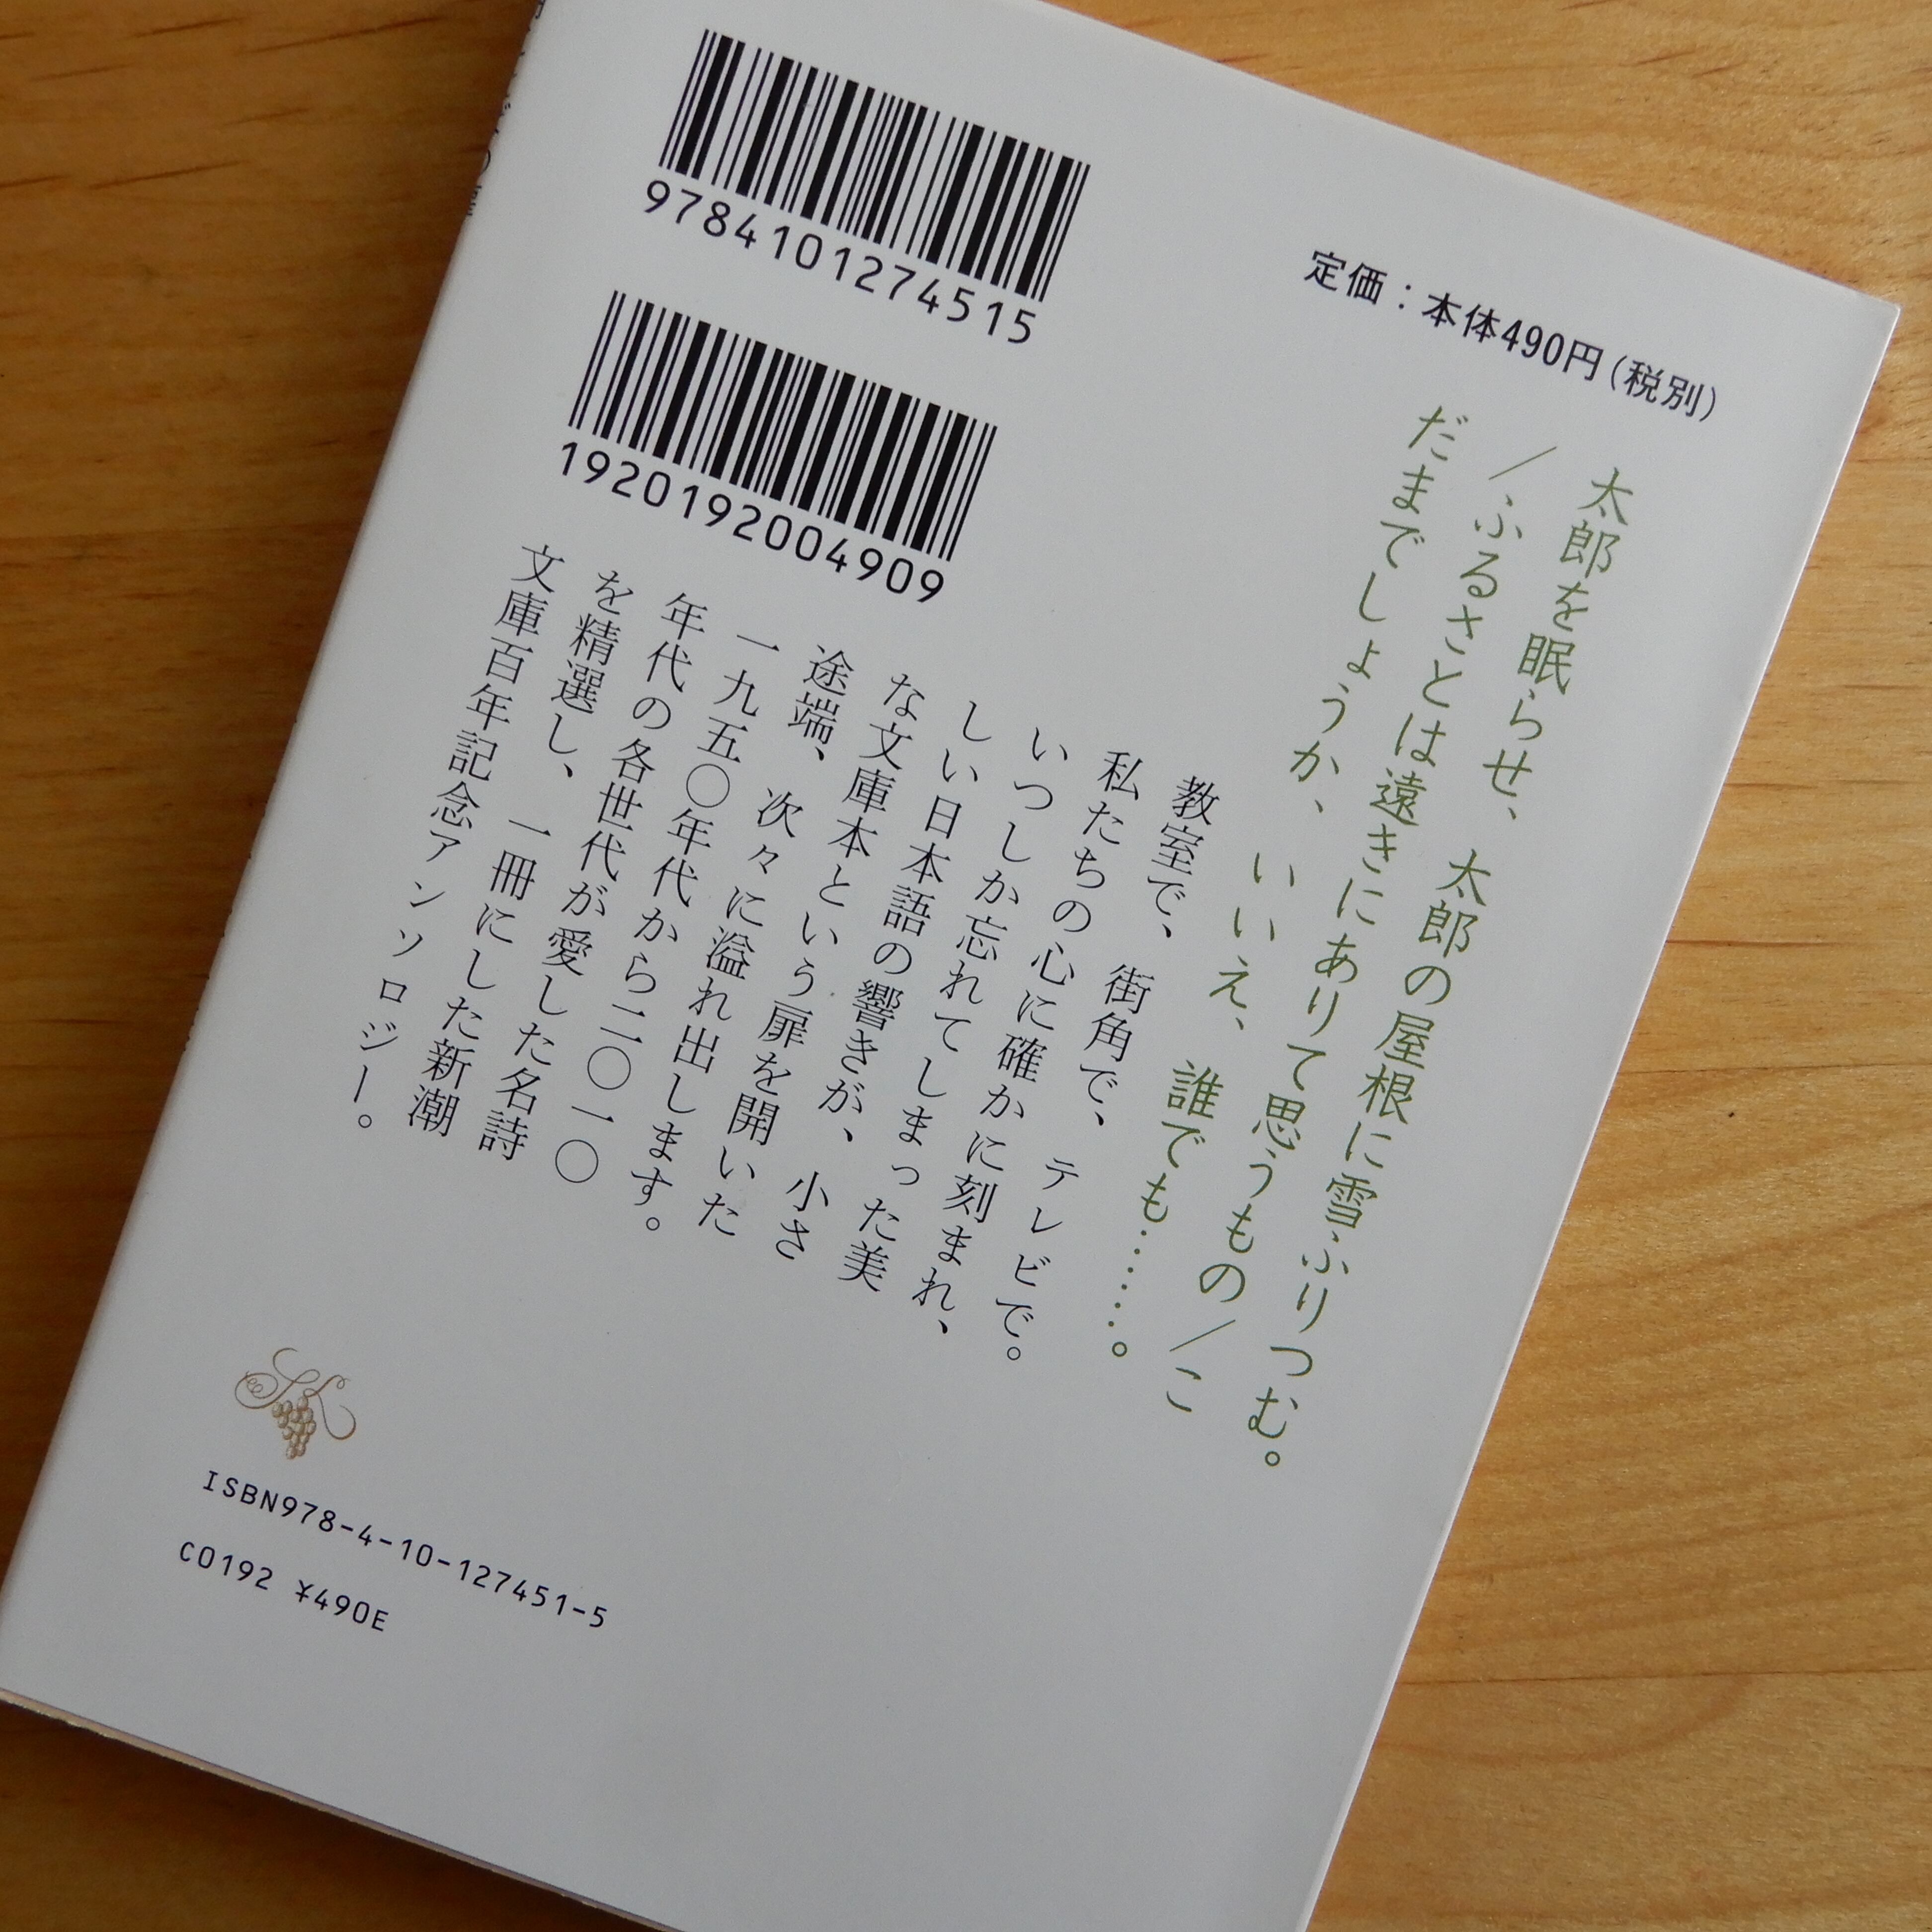 9784101274515
1920192004909
定価：本体490円(税別)
太郎を眠らせ、太郎の屋根に雪ふりつむ。
／ふるさとは遠きにありて思うもの／こ
だまでしょうか、いいえ、誰でも……。
教室で、街角で、テレビで。
私たちの心に確かに刻まれ、
いつしか忘れてしまった美
しい日本語の響きが、小さ
な文庫本という扉を開いた
途端、次々に溢れ出します。
一九五〇年代から二〇一〇
年代の各世代が愛した名詩
を精選し、一冊にした新潮
文庫百年記念アンソロジー。
ISBN978-4-10-127451-5
C0192 ¥490E